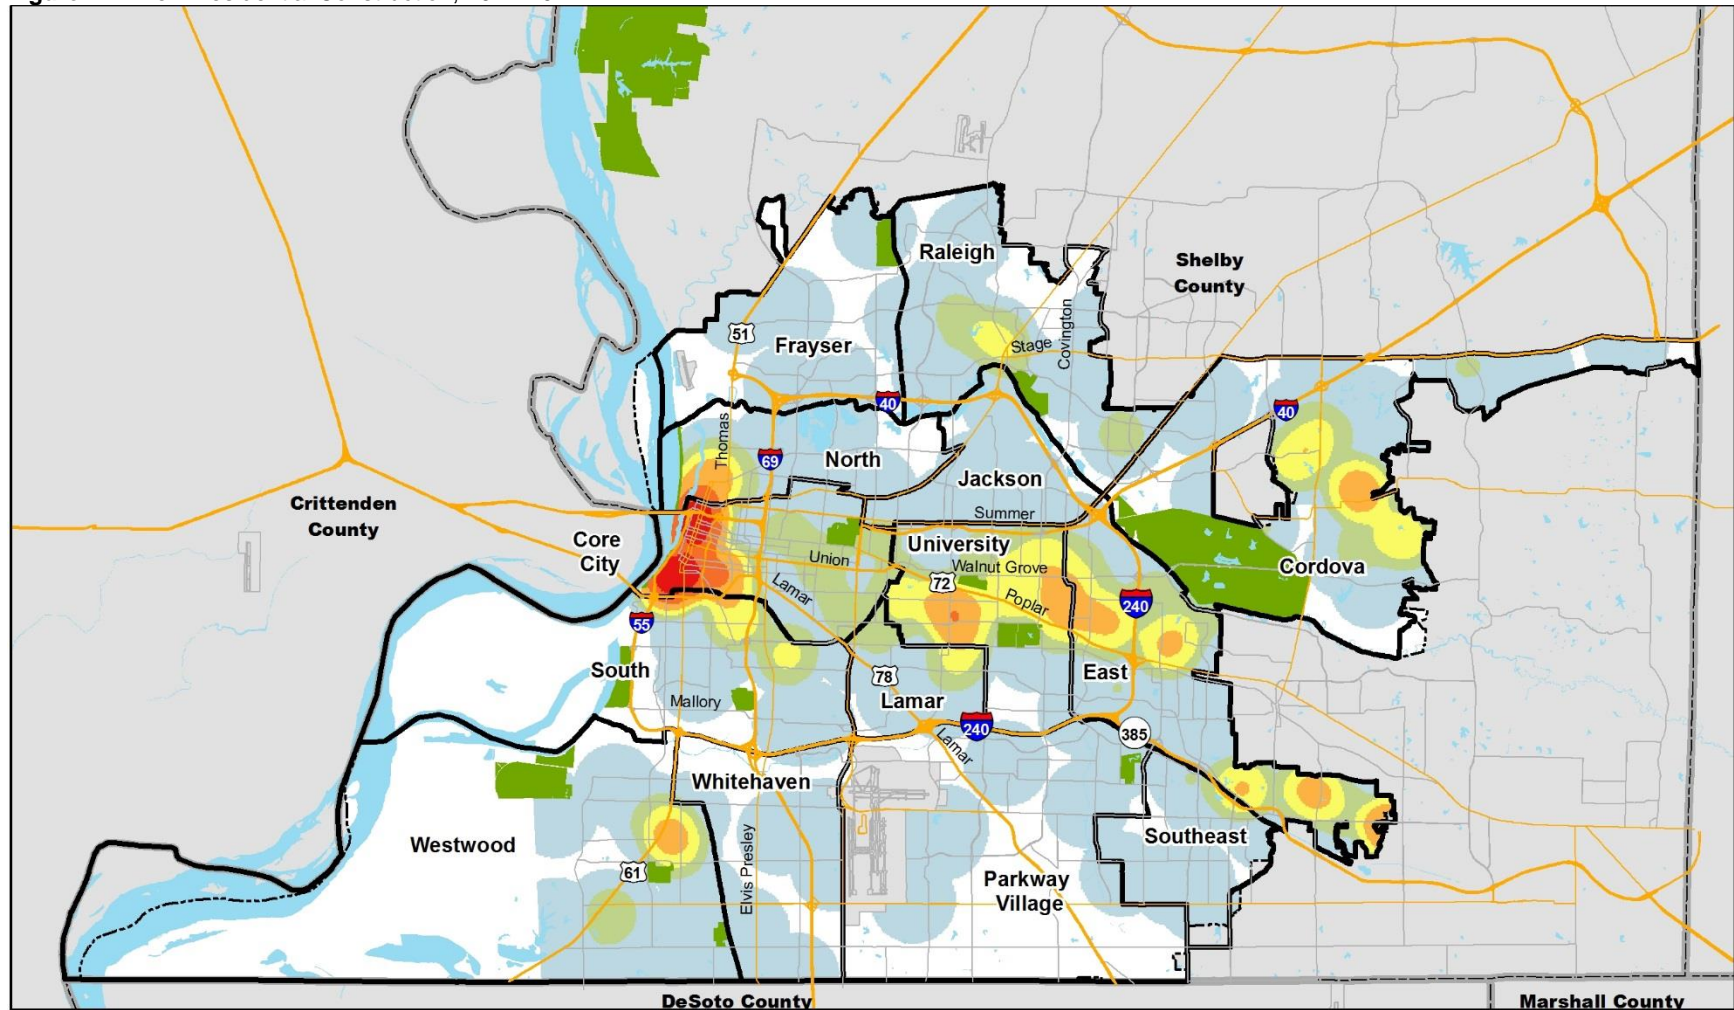 Raleigh
Shelby
County
51
Frayser
Stage
Covington
40
40
Thomas
69
North
Jackson
Crittenden
County
Summer
Core
City
University
Union
Walnut Grove
72
Cordova
Lamar
Poplar
240
55
South
East
78
Mallory
Lamar
240
385
Lamar
Whitehaven
Westwood
Southeast
61
Elvis Presley
Parkway
Village
DeSoto County
Marshall County